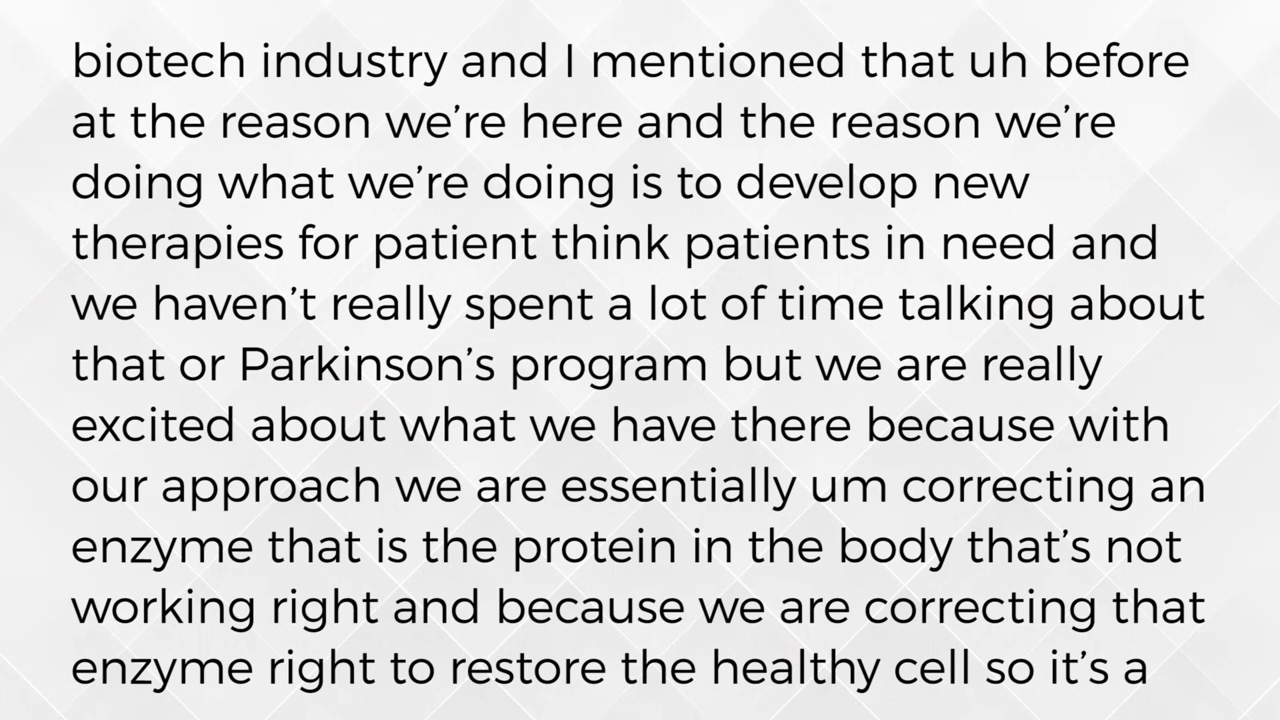 biotech industry and I mentioned that uh before
at the reason we’re here and the reason we’re
doing what we’re doing is to develop new
therapies for patient think patients in need and
we haven’t really spent a lot of time talking about
that or Parkinson’s program but we are really
excited about what we have there because with
our approach we are essentially um correcting an
enzyme that is the protein in the body that’s not
working right and because we are correcting that
enzyme right to restore the healthy cell so it’s a